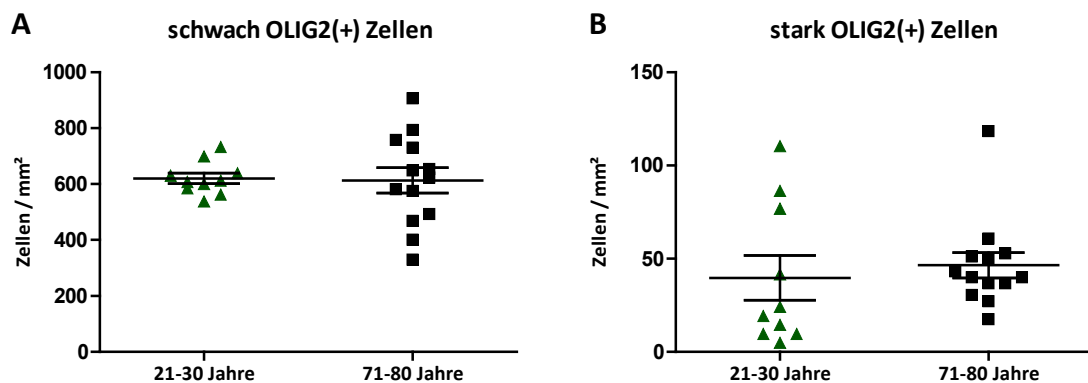 A
schwach OLIG2(+) Zellen
Zellen / mm²
1000
800
600
400
200
0
21-30 Jahre
71-80 Jahre
B
stark OLIG2(+) Zellen
Zellen / mm²
150
100
50
0
21-30 Jahre
71-80 Jahre